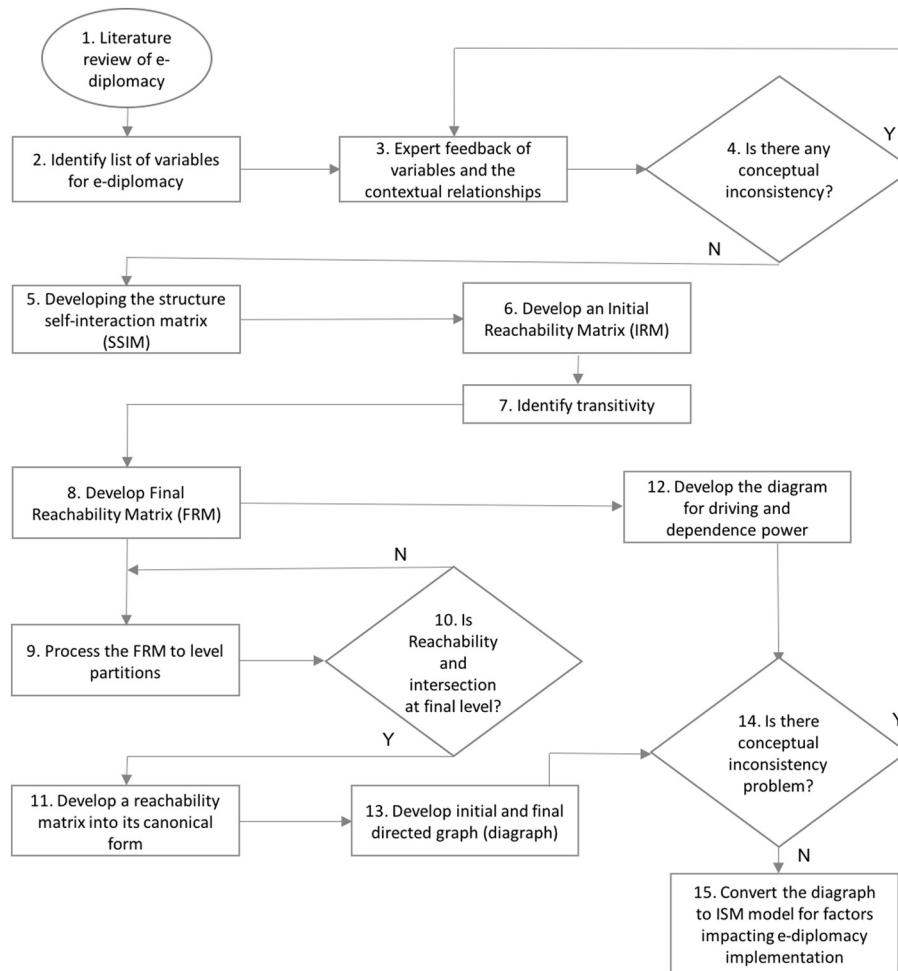 1. Literature
review of e-
diplomacy
2. Identify list of variables
for e-diplomacy
3. Expert feedback of
variables and the
contextual relationships
4. Is there any
conceptual
inconsistency?
Y
N
5. Developing the structure
self-interaction matrix
(SSIM)
6. Develop an Initial
Reachability Matrix (IRM)
7. Identify transitivity
8. Develop Final
Reachability Matrix (FRM)
12. Develop the diagram
for driving and
dependence power
N
9. Process the FRM to level
partitions
10. Is
Reachability
and
intersection
at final level?
Y
11. Develop a reachability
matrix into its canonical
form
13. Develop initial and final
directed graph (diagraph)
14. Is there
conceptual
inconsistency
problem?
Y
N
15. Convert the diagraph
to ISM model for factors
impacting e-diplomacy
implementation